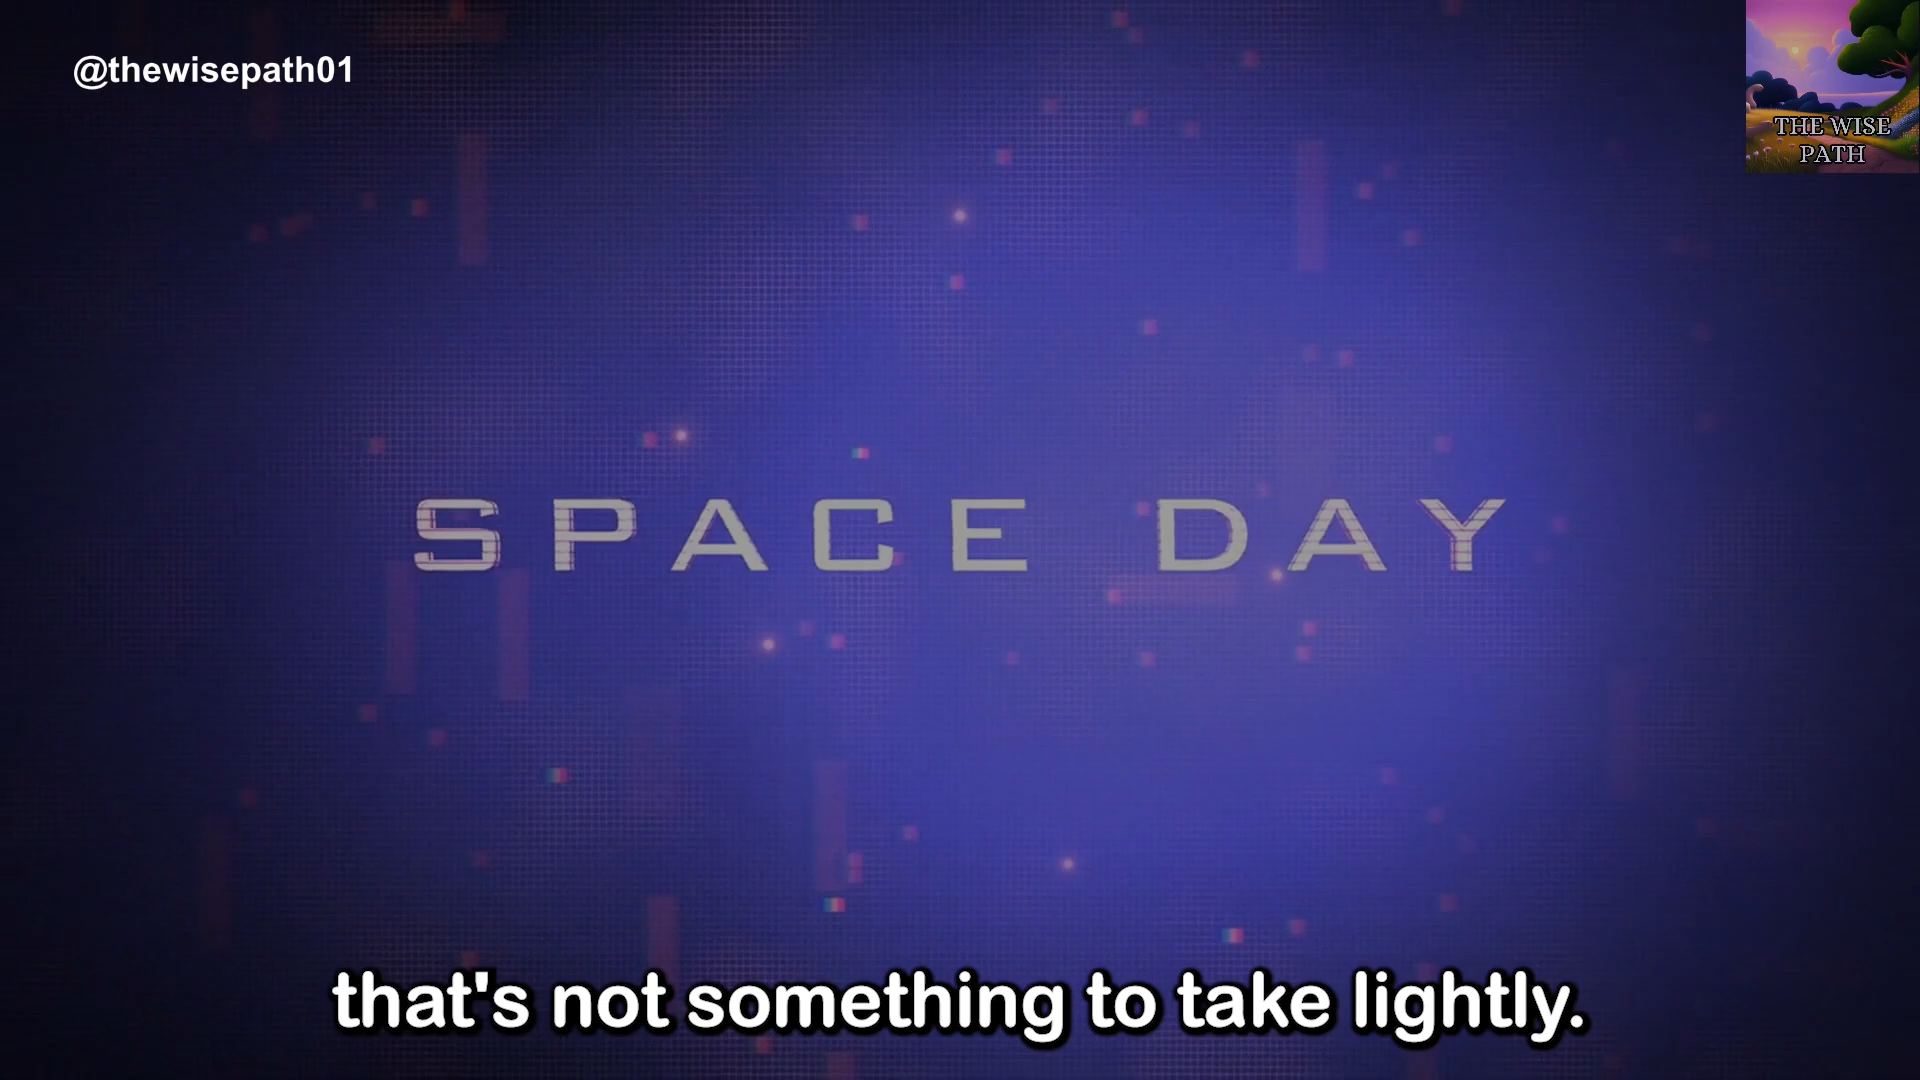 @thewisepath01
THE WISE
PATH
SPACE DAY
that's not something to take lightly.